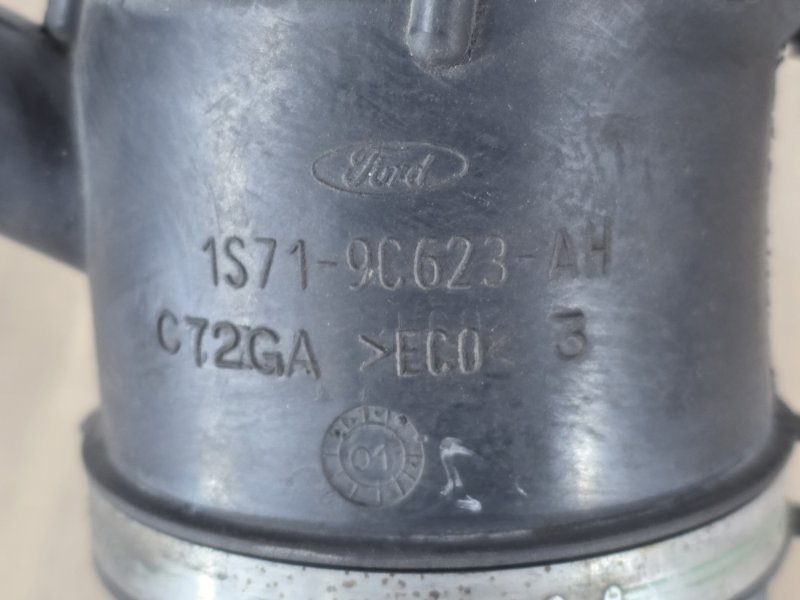 Ford
1S71-9C623-AH
C72GA >ECO< 3
01